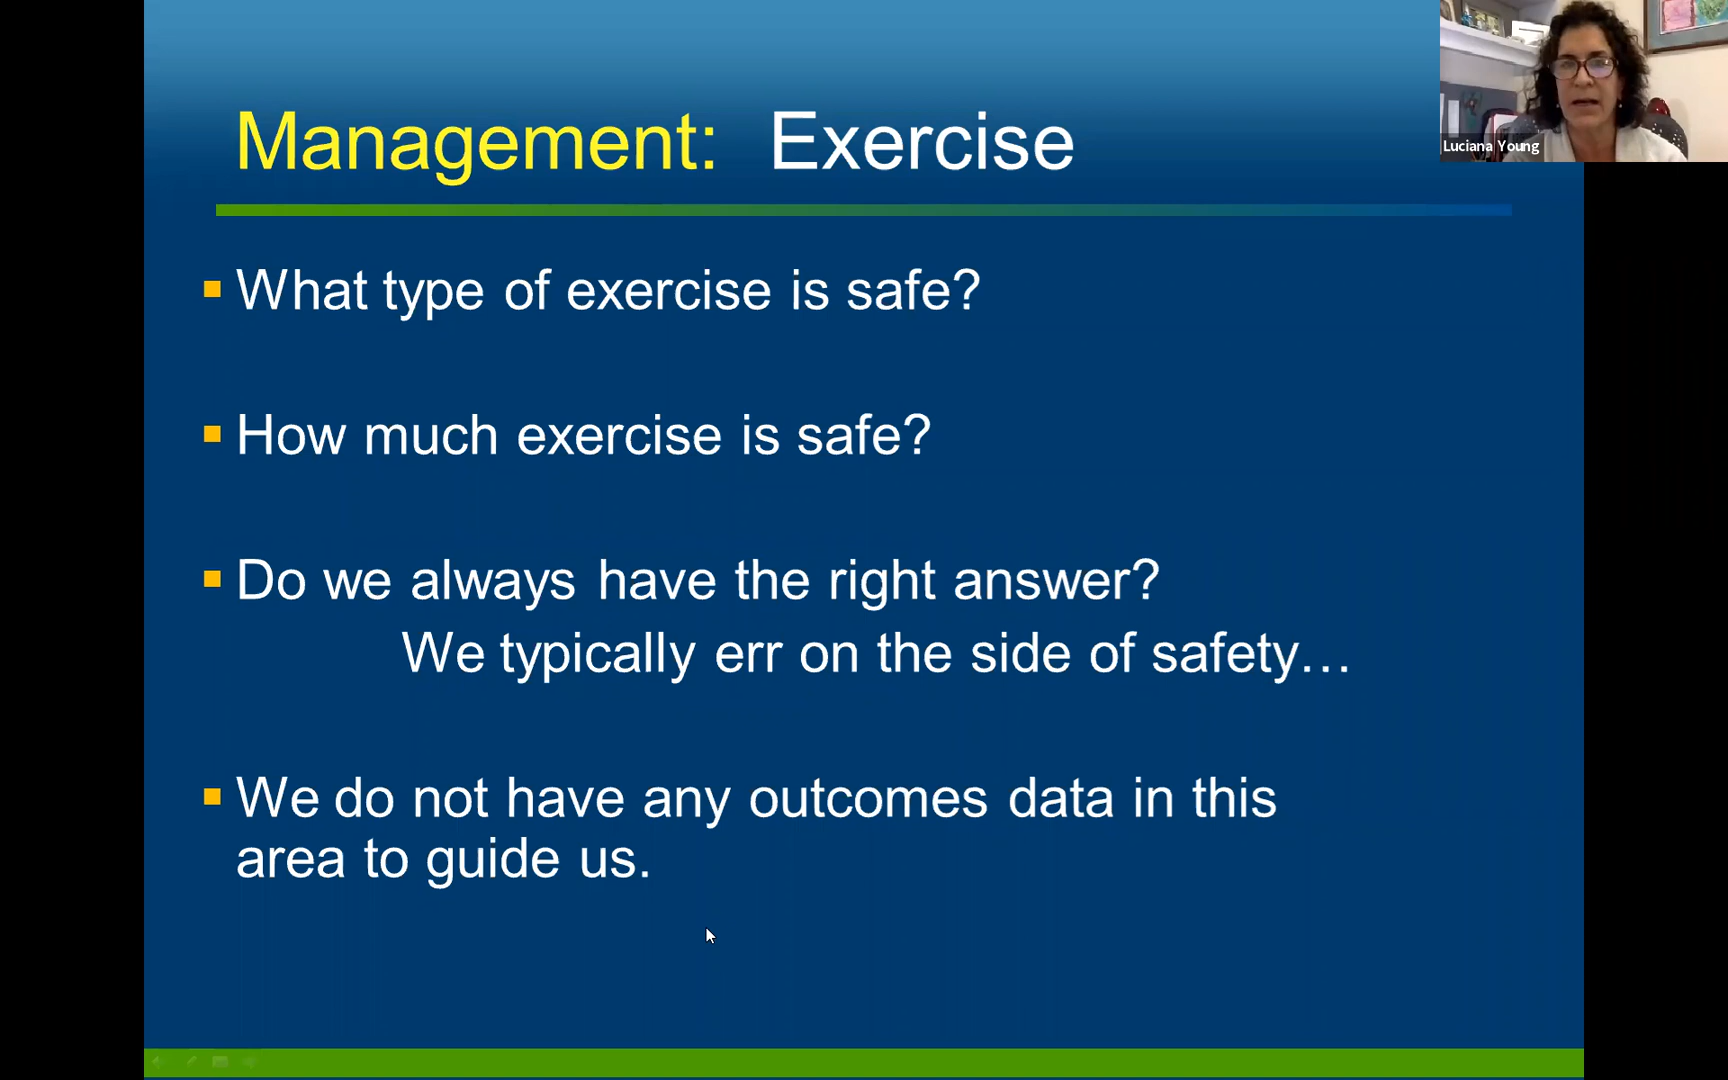 Management: Exercise
Luciana Young
What type of exercise is safe?
How much exercise is safe?
Do we always have the right answer?
We typically err on the side of safety…
We do not have any outcomes data in this
area to guide us.